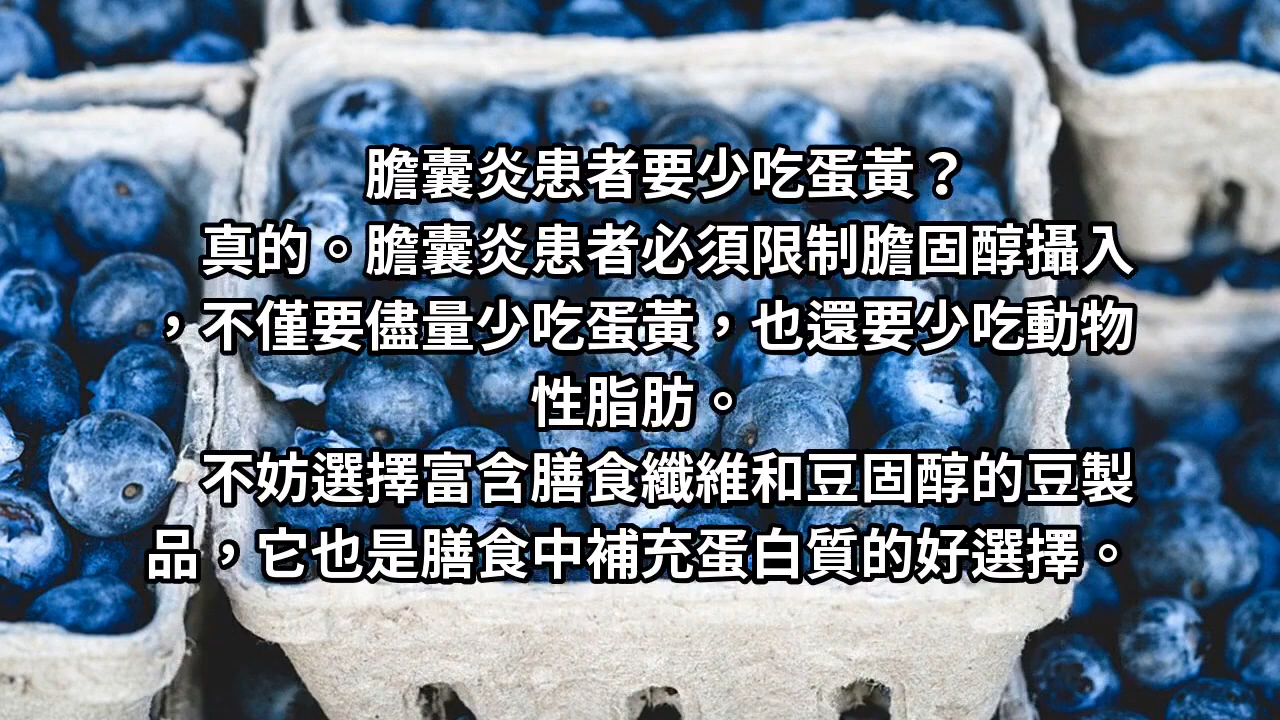 膽囊炎患者要少吃蛋黃？
真的。膽囊炎患者必須限制膽固醇攝入
，不僅要儘量少吃蛋黃，也還要少吃動物
性脂肪。
不妨選擇富含膳食纖維和豆固醇的豆製
品，它也是膳食中補充蛋白質的好選擇。